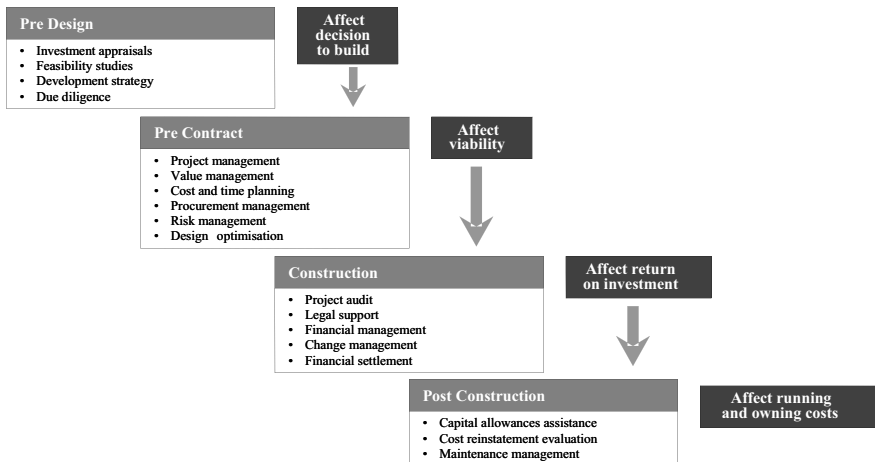 Pre Design
• Investment appraisals
• Feasibility studies
• Development strategy
• Due diligence
Affect
decision
to build
Pre Contract
• Project management
• Value management
• Cost and time planning
• Procurement management
• Risk management
• Design optimisation
Affect
viability
Construction
• Project audit
• Legal support
• Financial management
• Change management
• Financial settlement
Affect return
on investment
Post Construction
• Capital allowances assistance
• Cost reinstatement evaluation
• Maintenance management
Affect running
and owning costs